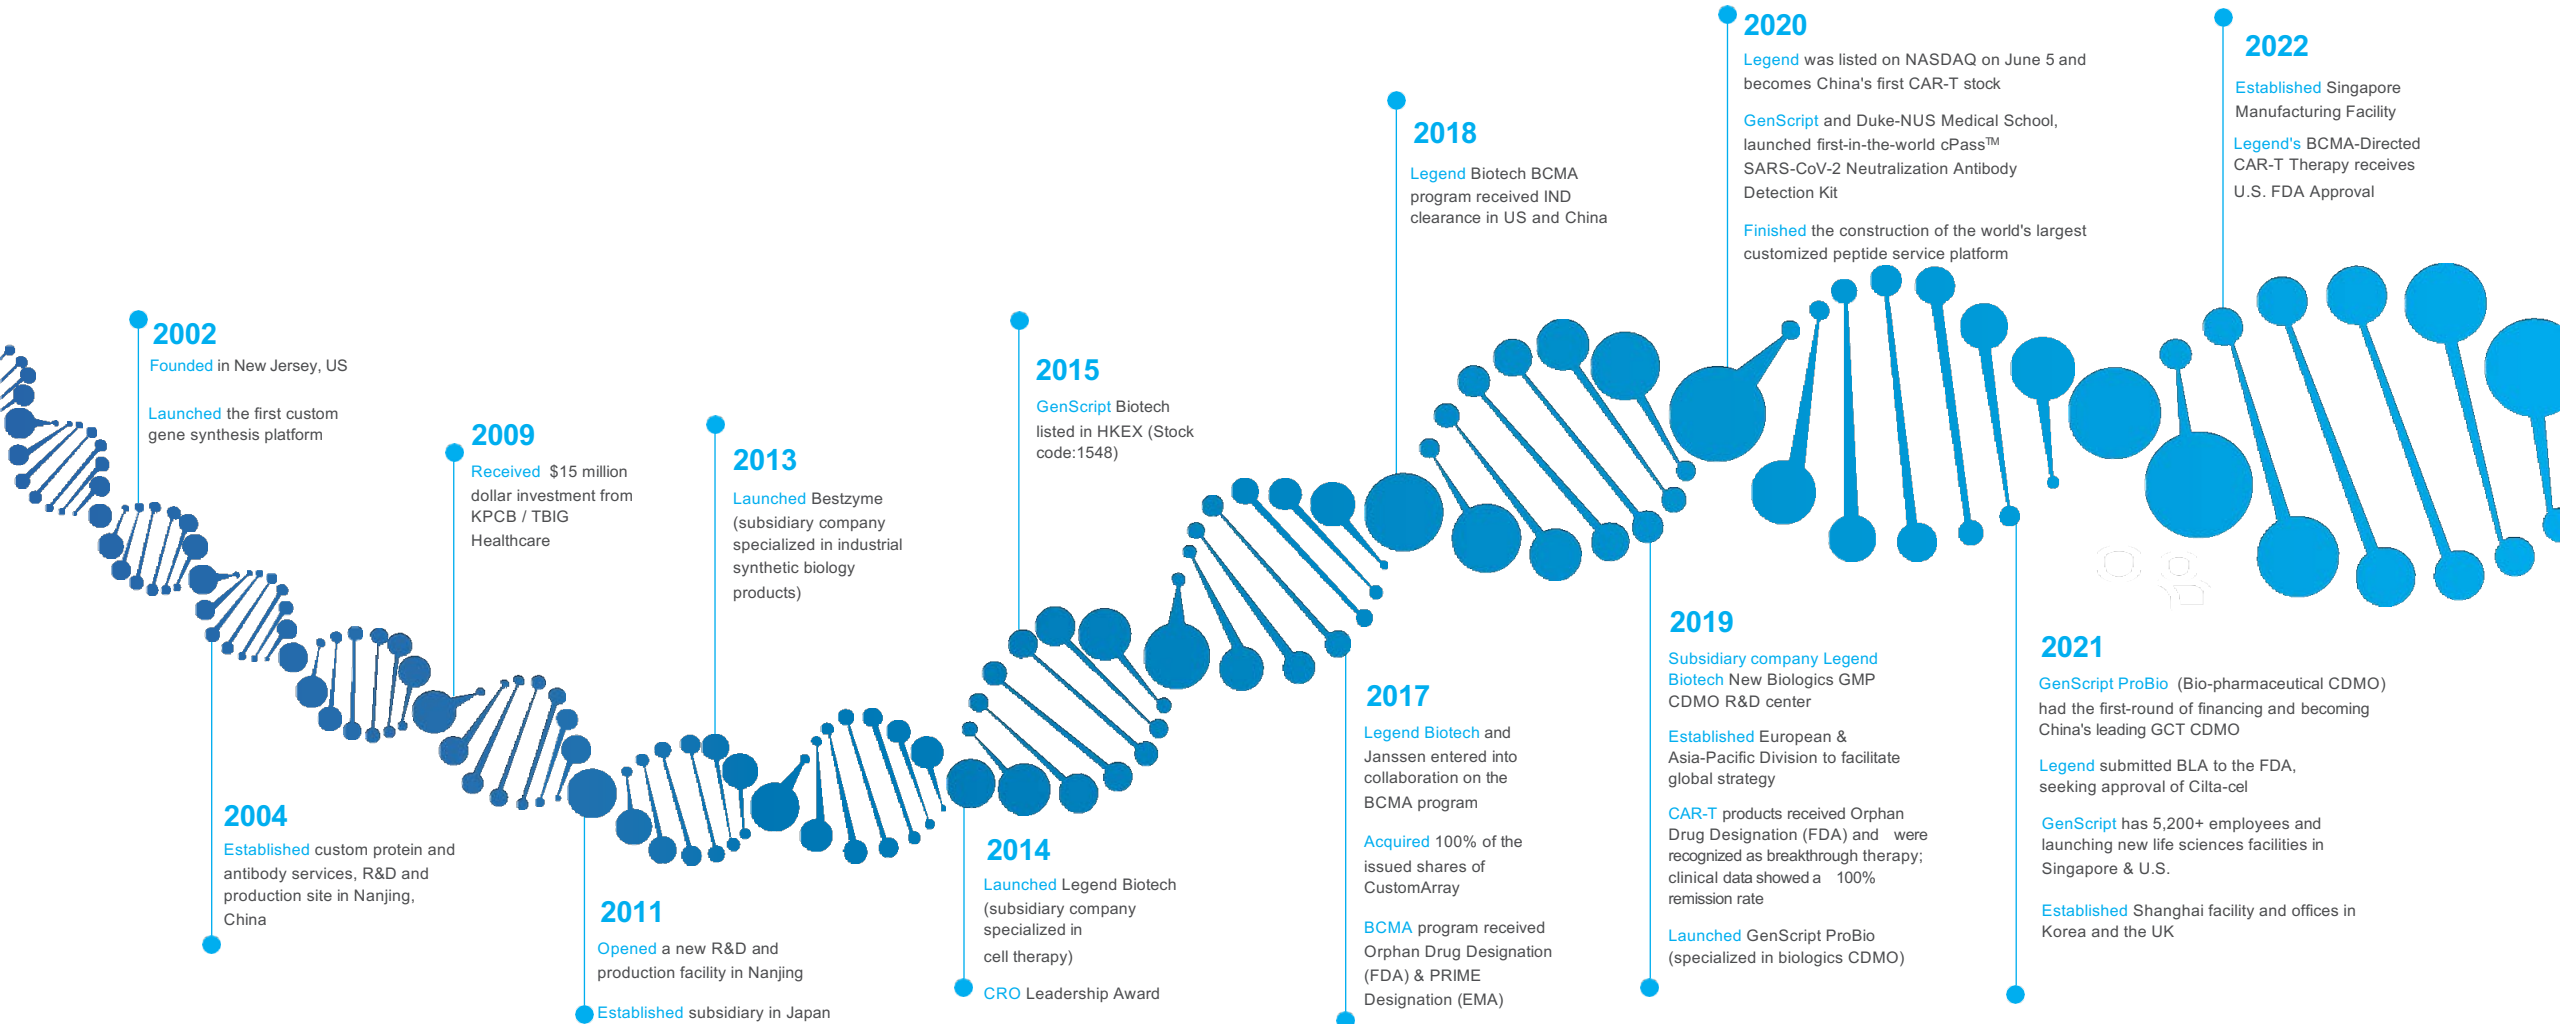 2002
Founded in New Jersey, US
Launched the first custom
gene synthesis platform
2004
Established custom protein and
antibody services, R&D and
production site in Nanjing,
China
2009
Received $15 million
dollar investment from
KPCB / TBIG
Healthcare
2011
Opened a new R&D and
production facility in Nanjing
Established subsidiary in Japan
2013
Launched Bestzyme
(subsidiary company
specialized in industrial
synthetic biology
products)
2014
Launched Legend Biotech
(subsidiary company
specialized in
cell therapy)
CRO Leadership Award
2015
GenScript Biotech
listed in HKEX (Stock
code:1548)
2017
Legend Biotech and
Janssen entered into
collaboration on the
BCMA program
Acquired 100% of the
issued shares of
CustomArray
BCMA program received
Orphan Drug Designation
(FDA) & PRIME
Designation (EMA)
2018
Legend Biotech BCMA
program received IND
clearance in US and China
2019
Subsidiary company Legend
Biotech New Biologics GMP
CDMO R&D center
Established European &
Asia-Pacific Division to facilitate
global strategy
CAR-T products received Orphan
Drug Designation (FDA) and were
recognized as breakthrough therapy;
clinical data showed a 100%
remission rate
Launched GenScript ProBio
(specialized in biologics CDMO)
2020
Legend was listed on NASDAQ on June 5 and
becomes China's first CAR-T stock
GenScript and Duke-NUS Medical School,
launched first-in-the-world cPass™
SARS-CoV-2 Neutralization Antibody
Detection Kit
Finished the construction of the world's largest
customized peptide service platform
2021
GenScript ProBio (Bio-pharmaceutical CDMO)
had the first-round of financing and becoming
China's leading GCT CDMO
Legend submitted BLA to the FDA,
seeking approval of Cilta-cel
GenScript has 5,200+ employees and
launching new life sciences facilities in
Singapore & U.S.
Established Shanghai facility and offices in
Korea and the UK
2022
Established Singapore
Manufacturing Facility
Legend's BCMA-Directed
CAR-T Therapy receives
U.S. FDA Approval